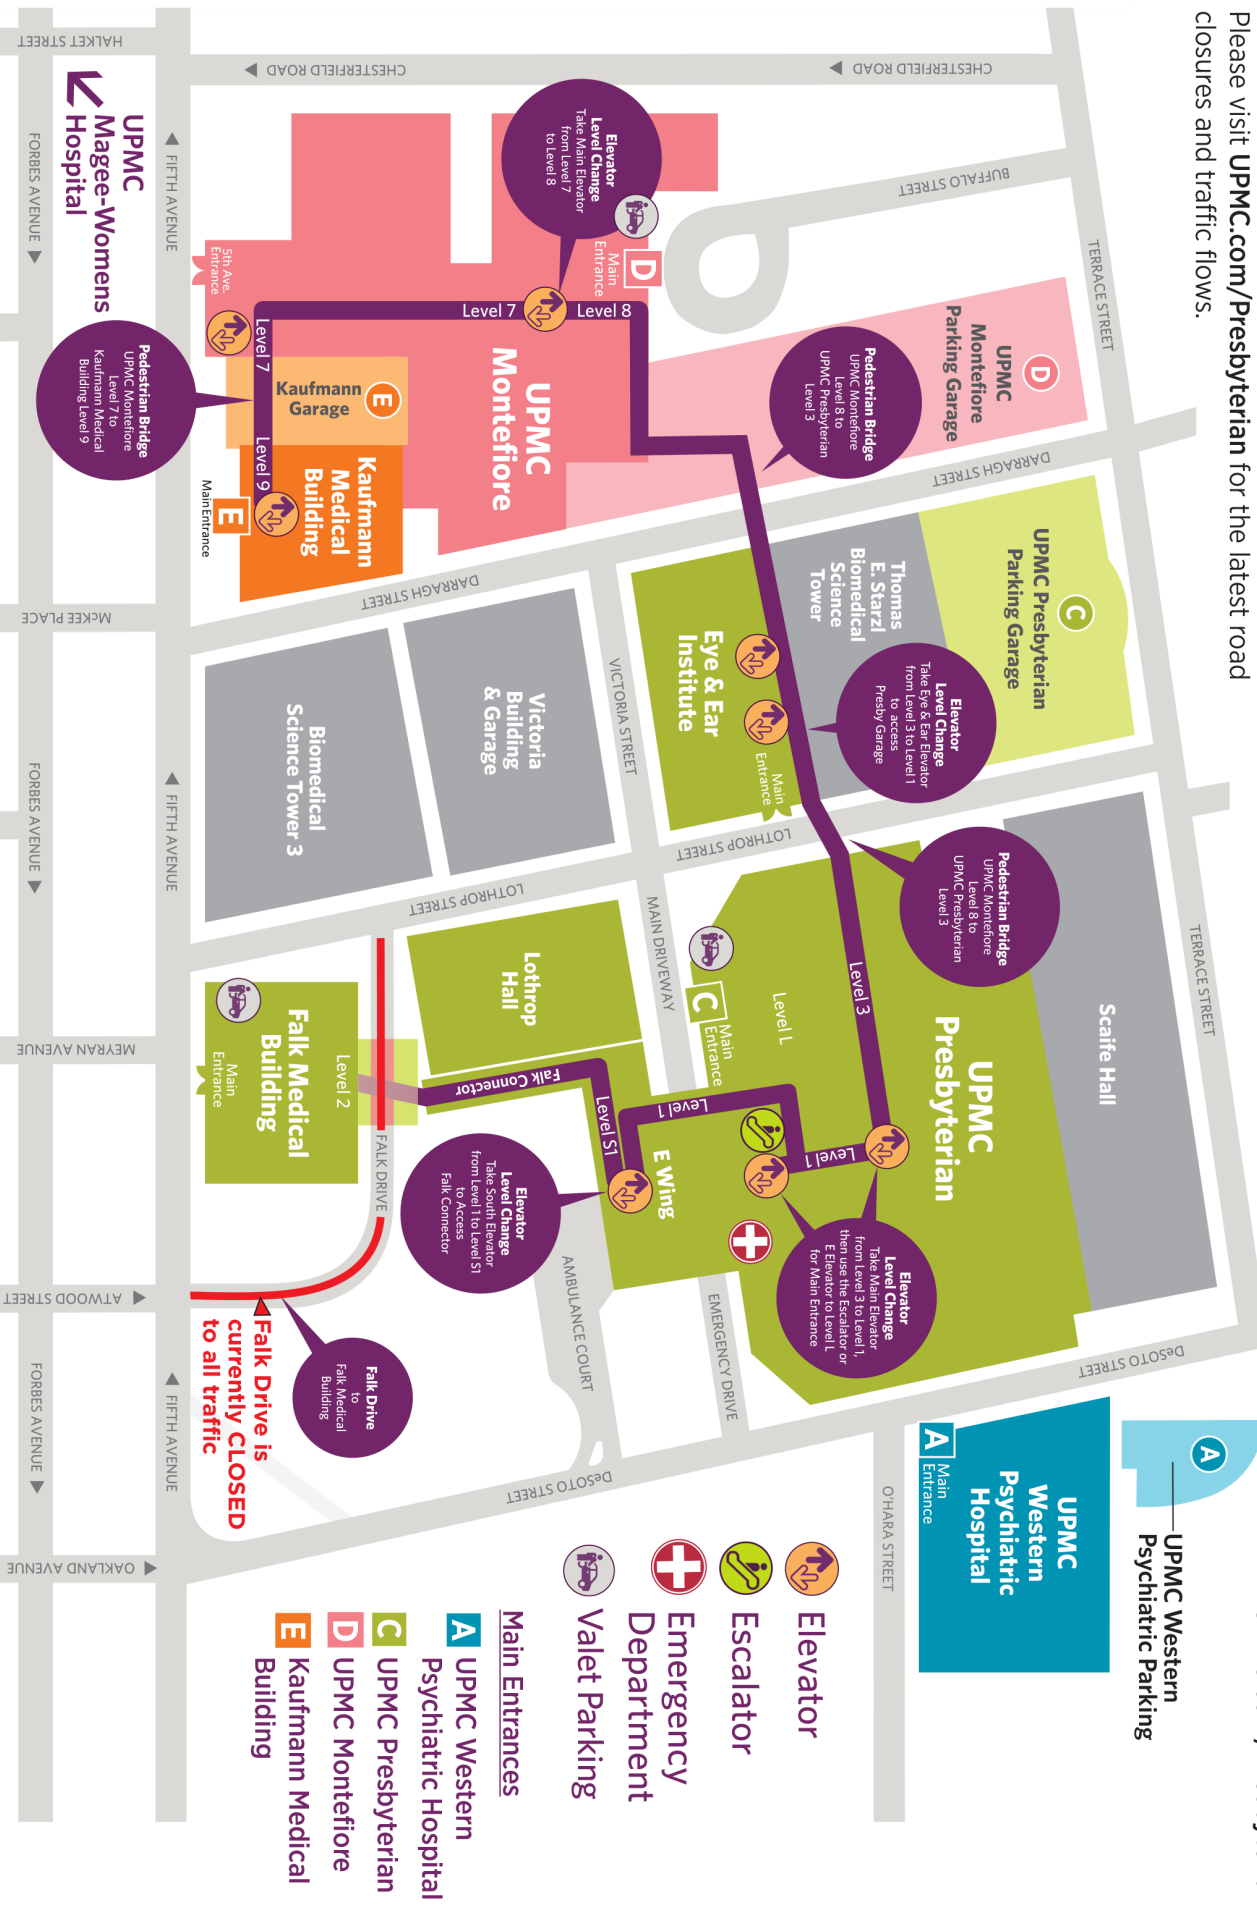 Please visit UPMC.com/Presbyterian for the latest road
closures and traffic flows.
UPMC Western
Psychiatric Parking
A
TERRACE STREET
TERRACE STREET
CHESTERFIELD ROAD
CHESTERFIELD ROAD
BUFFALO STREET
D
UPMC
Montefiore
Parking Garage
DARRAGH STREET
C
UPMC Presbyterian
Parking Garage
Scaife Hall
DeSOTO STREET
UPMC
Western
Psychiatric
Hospital
A
Main
Entrance
O'HARA STREET
Pedestrian Bridge
UPMC Montefiore
Level 8 to
UPMC Presbyterian
Level 3
Thomas
E. Starzl
Biomedical
Science
Tower
Elevator
Level Change
Take Eye & Ear Elevator
from Level 3 to Level 1
to access
Presby Garage
Pedestrian Bridge
UPMC Montefiore
Level 8 to
UPMC Presbyterian
Level 3
UPMC
Presbyterian
Level 3
Level 1
Level 1
Level L
Elevator
Level Change
Take Main Elevator
from Level 3 to Level 1,
then use the Escalator or
E Elevator to Level L
for Main Entrance
Elevator
Level Change
Take Main Elevator
from Level 7
to Level 8
D
Main
Entrance
Level 8
Level 7
UPMC
Montefiore
Eye & Ear
Institute
Main
Entrance
LOTHROP STREET
C
Main
Entrance
MAIN DRIVEWAY
VICTORIA STREET
E Wing
Level S1
Falk Connector
EMERGENCY DRIVE
AMBULANCE COURT
DeSOTO STREET
Elevator
Level Change
Take South Elevator
from Level 1 to Level S1
to Access
Falk Connector
Lothrop
Hall
LOTHROP STREET
Victoria
Building
& Garage
DARRAGH STREET
Biomedical
Science Tower 3
E
Kaufmann
Garage
Kaufmann
Medical
Building
Level 7
Level 9
E
Main Entrance
5th Ave.
Entrance
Level 2
Falk Medical
Building
Main
Entrance
FALK DRIVE
Falk Drive
to
Falk Medical
Building
Falk Drive is
currently CLOSED
to all traffic
Pedestrian Bridge
UPMC Montefiore
Level 7 to
Kaufmann Medical
Building Level 9
UPMC
Magee-Womens
Hospital
FIFTH AVENUE
FIFTH AVENUE
FIFTH AVENUE
HALKET STREET
McKEE PLACE
MEYRAN AVENUE
ATWOOD STREET
OAKLAND AVENUE
FORBES AVENUE
FORBES AVENUE
FORBES AVENUE
Elevator
Escalator
Emergency
Department
Valet Parking
Main Entrances
A UPMC Western
Psychiatric Hospital
C UPMC Presbyterian
D UPMC Montefiore
E Kaufmann Medical
Building